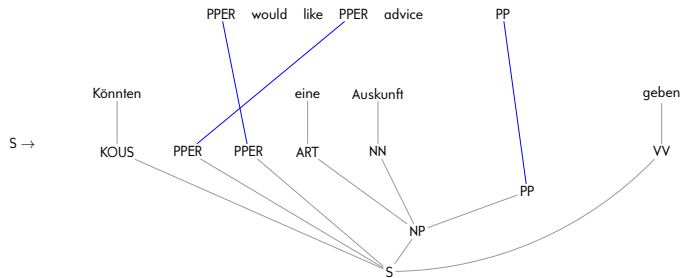 PPER would like PPER advice PP
Könnten eine Auskunft geben
S → KOUS PPER PPER ART NN VV
PP
NP
S